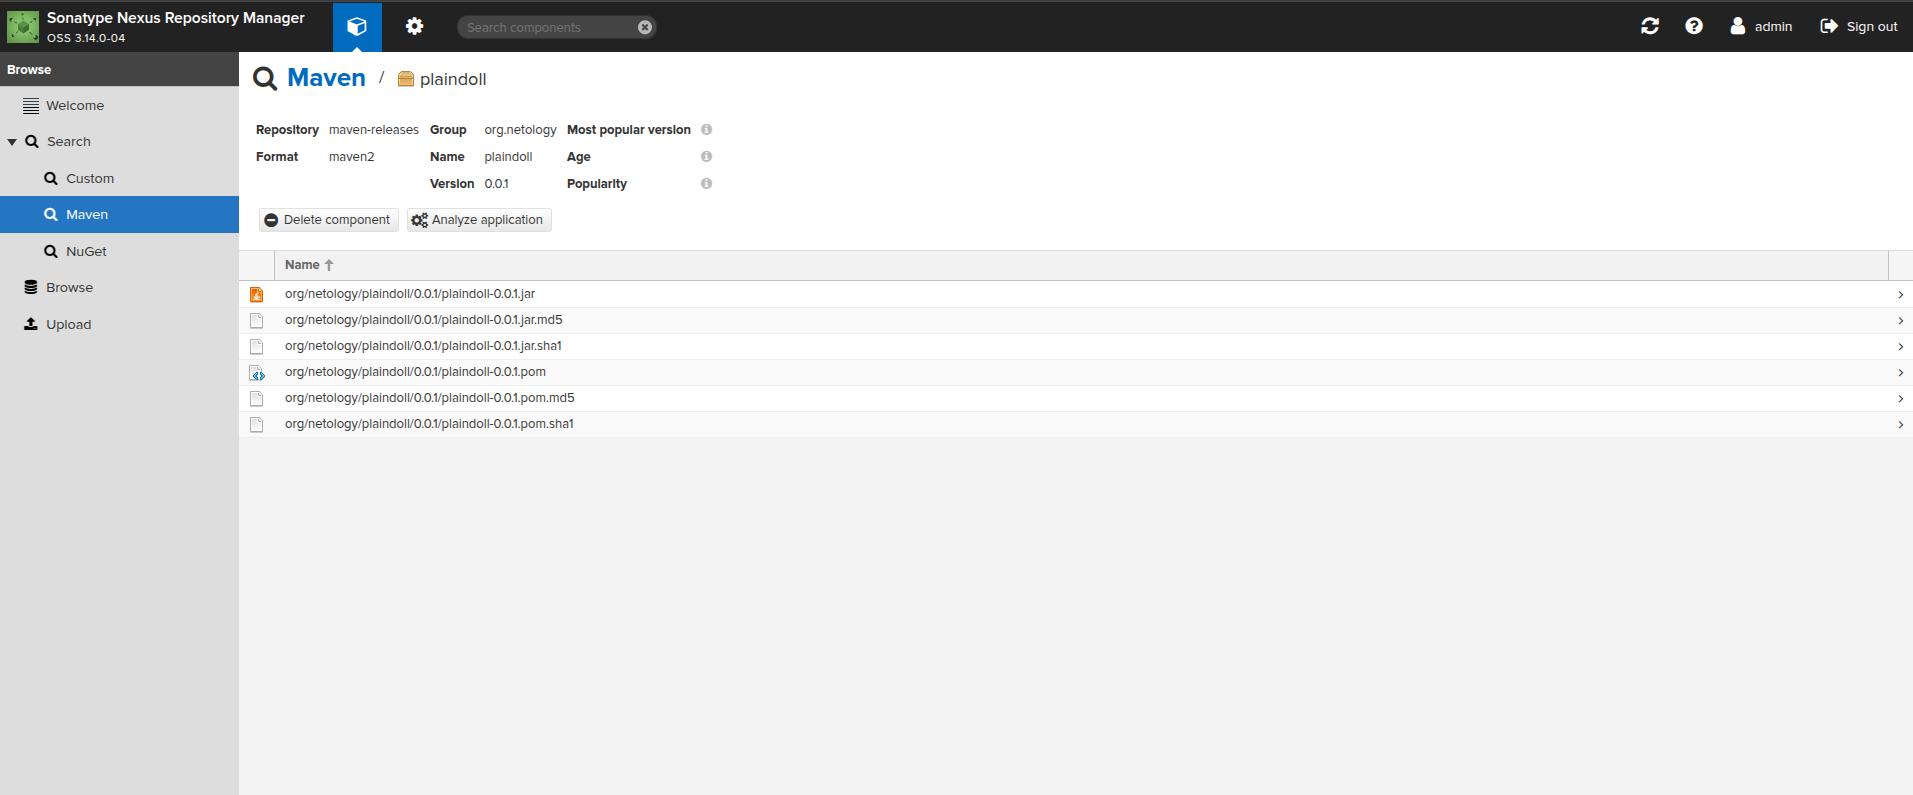 Sonatype Nexus Repository Manager
OSS 3.14.0-04
Search components
admin
Sign out
Browse
Welcome
Search
Custom
Maven
NuGet
Browse
Upload
Maven / plaindoll
Repository maven-releases Group org.netology Most popular version
Format maven2 Name plaindoll Age
Version 0.0.1 Popularity
Delete component Analyze application
Name
org/netology/plaindoll/0.0.1/plaindoll-0.0.1.jar
org/netology/plaindoll/0.0.1/plaindoll-0.0.1.jar.md5
org/netology/plaindoll/0.0.1/plaindoll-0.0.1.jar.sha1
org/netology/plaindoll/0.0.1/plaindoll-0.0.1.pom
org/netology/plaindoll/0.0.1/plaindoll-0.0.1.pom.md5
org/netology/plaindoll/0.0.1/plaindoll-0.0.1.pom.sha1